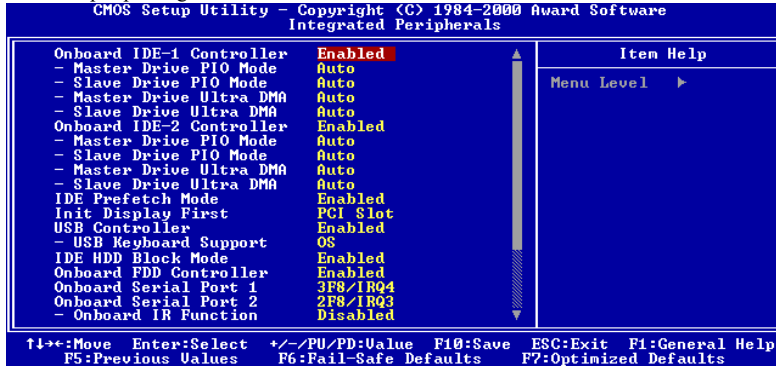 CMOS Setup Utility – Copyright (C) 1984–2000 Award Software
Integrated Peripherals
Onboard IDE-1 Controller Enabled
– Master Drive PIO Mode Auto
– Slave Drive PIO Mode Auto
– Master Drive Ultra DMA Auto
– Slave Drive Ultra DMA Auto
Onboard IDE-2 Controller Enabled
– Master Drive PIO Mode Auto
– Slave Drive PIO Mode Auto
– Master Drive Ultra DMA Auto
– Slave Drive Ultra DMA Auto
IDE Prefetch Mode Enabled
Init Display First PCI Slot
USB Controller Enabled
– USB Keyboard Support OS
IDE HDD Block Mode Enabled
Onboard FDD Controller Enabled
Onboard Serial Port 1 3F8/IRQ4
Onboard Serial Port 2 2F8/IRQ3
– Onboard IR Function Disabled
Item Help
Menu Level ►
↑↓→←:Move Enter:Select +/-/PU/PD:Value F10:Save ESC:Exit F1:General Help
F5:Previous Values F6:Fail-Safe Defaults F7:Optimized Defaults